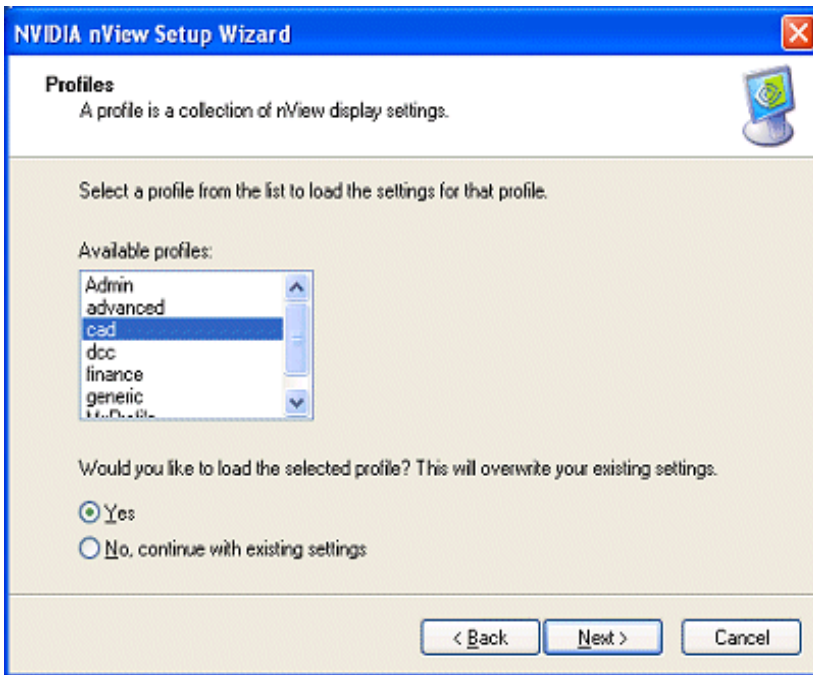 NVIDIA nView Setup Wizard
Profiles
A profile is a collection of nView display settings.
Select a profile from the list to load the settings for that profile.
Available profiles:
Admin
advanced
cad
dcc
finance
generic
MyProfile
Would you like to load the selected profile? This will overwrite your existing settings.
Yes
No, continue with existing settings
< Back
Next >
Cancel